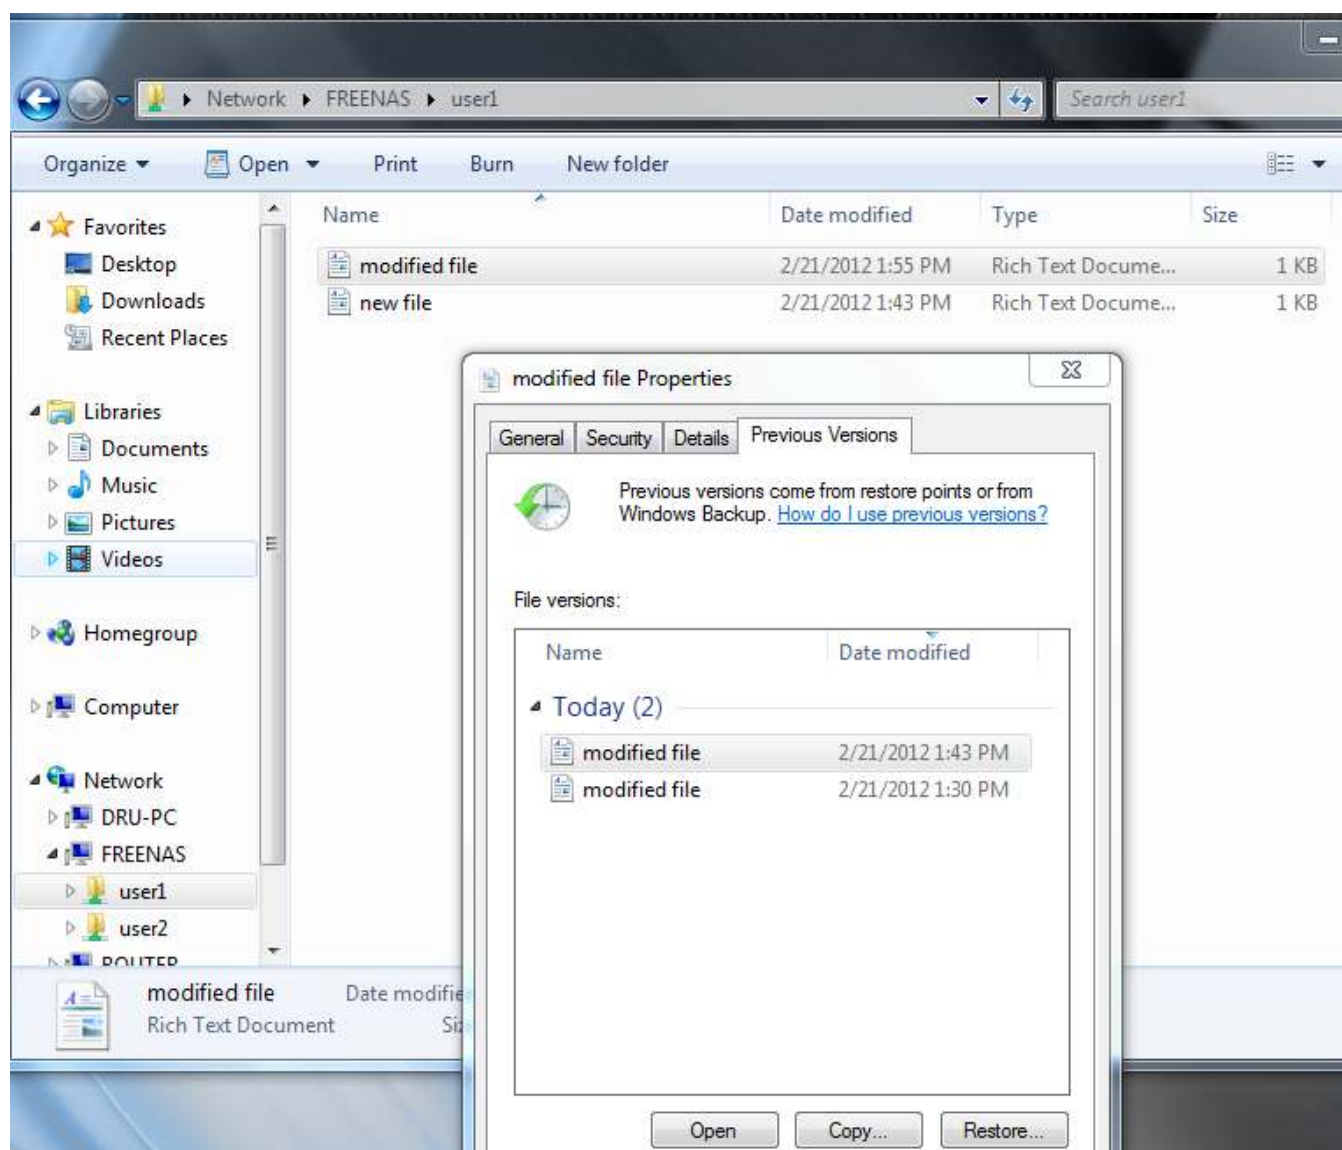 Network ▸ FREENAS ▸ user1
Search user1
Organize Open Print Burn New folder
Favorites
Desktop
Downloads
Recent Places
Libraries
Documents
Music
Pictures
Videos
Homegroup
Computer
Network
DRU-PC
FREENAS
user1
user2
ROUTER
Name Date modified Type Size
modified file 2/21/2012 1:55 PM Rich Text Docume... 1 KB
new file 2/21/2012 1:43 PM Rich Text Docume... 1 KB
modified file Properties
General Security Details Previous Versions
Previous versions come from restore points or from
Windows Backup. How do I use previous versions?
File versions:
Name Date modified
Today (2)
modified file 2/21/2012 1:43 PM
modified file 2/21/2012 1:30 PM
Open Copy... Restore...
modified file Date modifie
Rich Text Document Siz